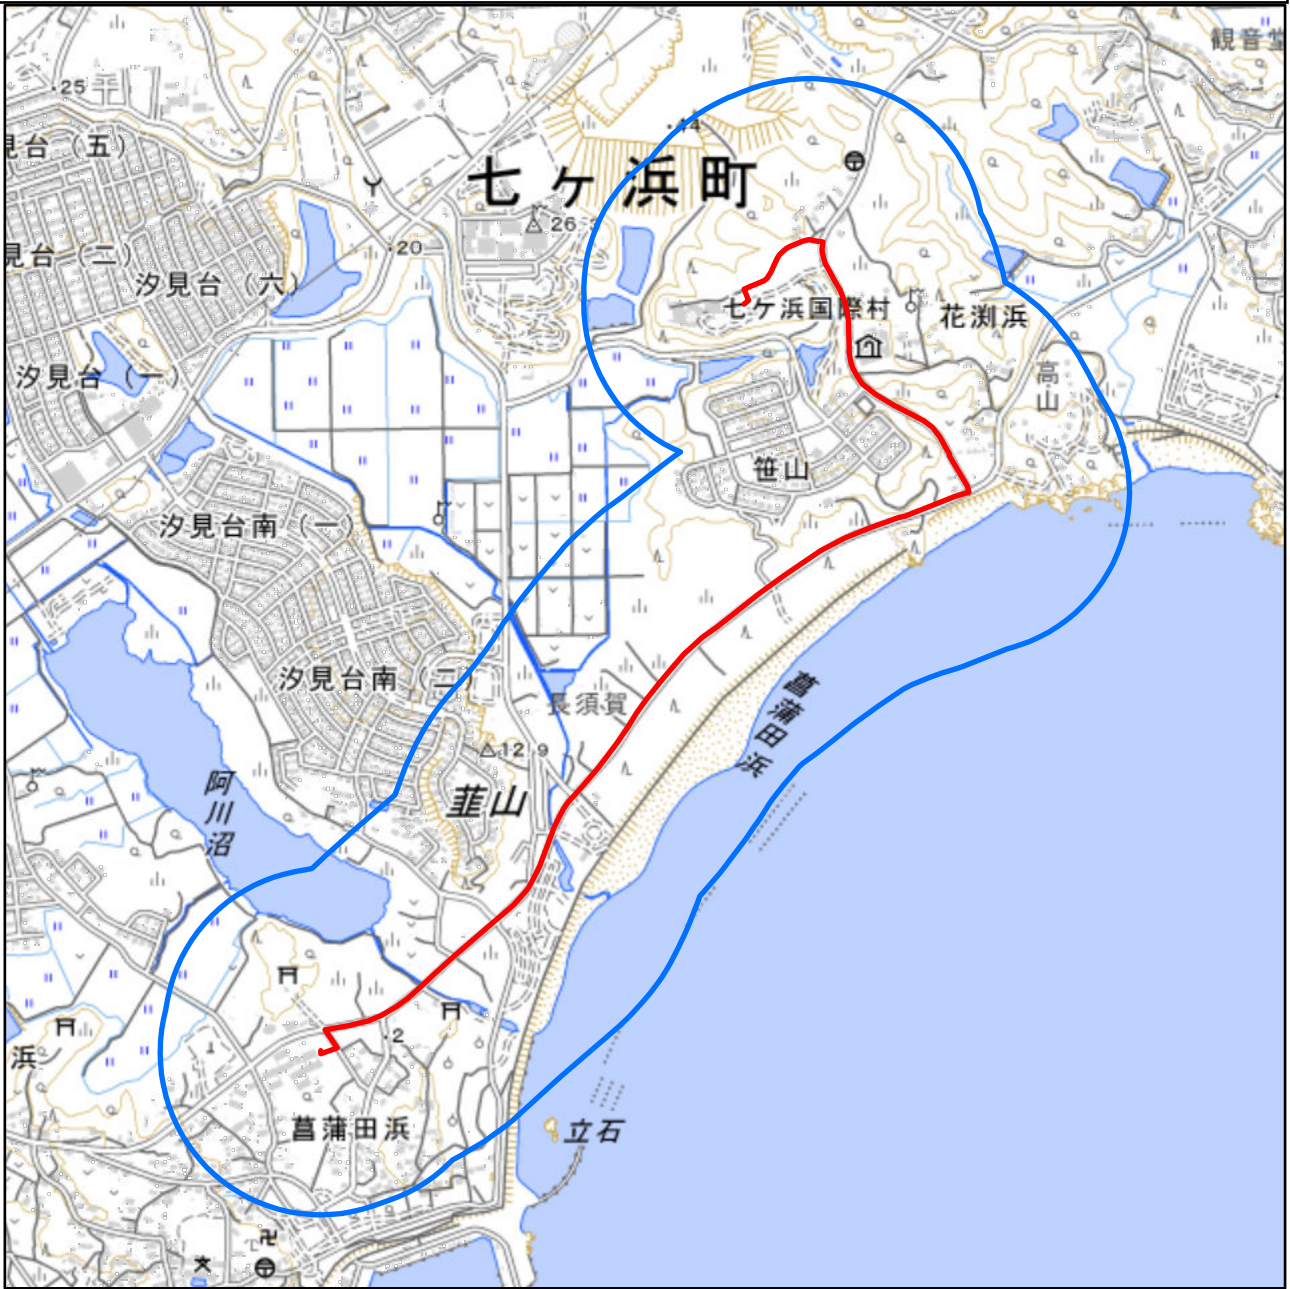 観音堂
25
見台（五）
44
七ヶ浜町
26
20
見台（二）
汐見台（六）
七ケ浜国際村
花渕浜
汐見台（一）
高山
笹山
汐見台南（一）
汐見台南（二）
長須賀
菖蒲田浜
12 9
韮山
阿川沼
2
浜
菖蒲田浜
立石